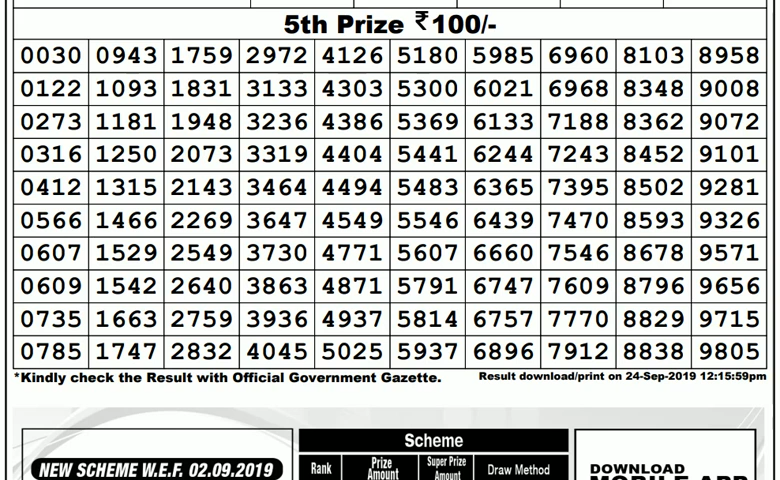 5th Prize ₹100/-
0030 0943 1759 2972 4126 5180 5985 6960 8103 8958
0122 1093 1831 3133 4303 5300 6021 6968 8348 9008
0273 1181 1948 3236 4386 5369 6133 7188 8362 9072
0316 1250 2073 3319 4404 5441 6244 7243 8452 9101
0412 1315 2143 3464 4494 5483 6365 7395 8502 9281
0566 1466 2269 3647 4549 5546 6439 7470 8593 9326
0607 1529 2549 3730 4771 5607 6660 7546 8678 9571
0609 1542 2640 3863 4871 5791 6747 7609 8796 9656
0735 1663 2759 3936 4937 5814 6757 7770 8829 9715
0785 1747 2832 4045 5025 5937 6896 7912 8838 9805
*Kindly check the Result with Official Government Gazette. Result download/print on 24-Sep-2019 12:15:59pm
NEW SCHEME W.E.F. 02.09.2019
Scheme
Rank Prize Amount Super Prize Amount Draw Method
DOWNLOAD
MOBILE APP